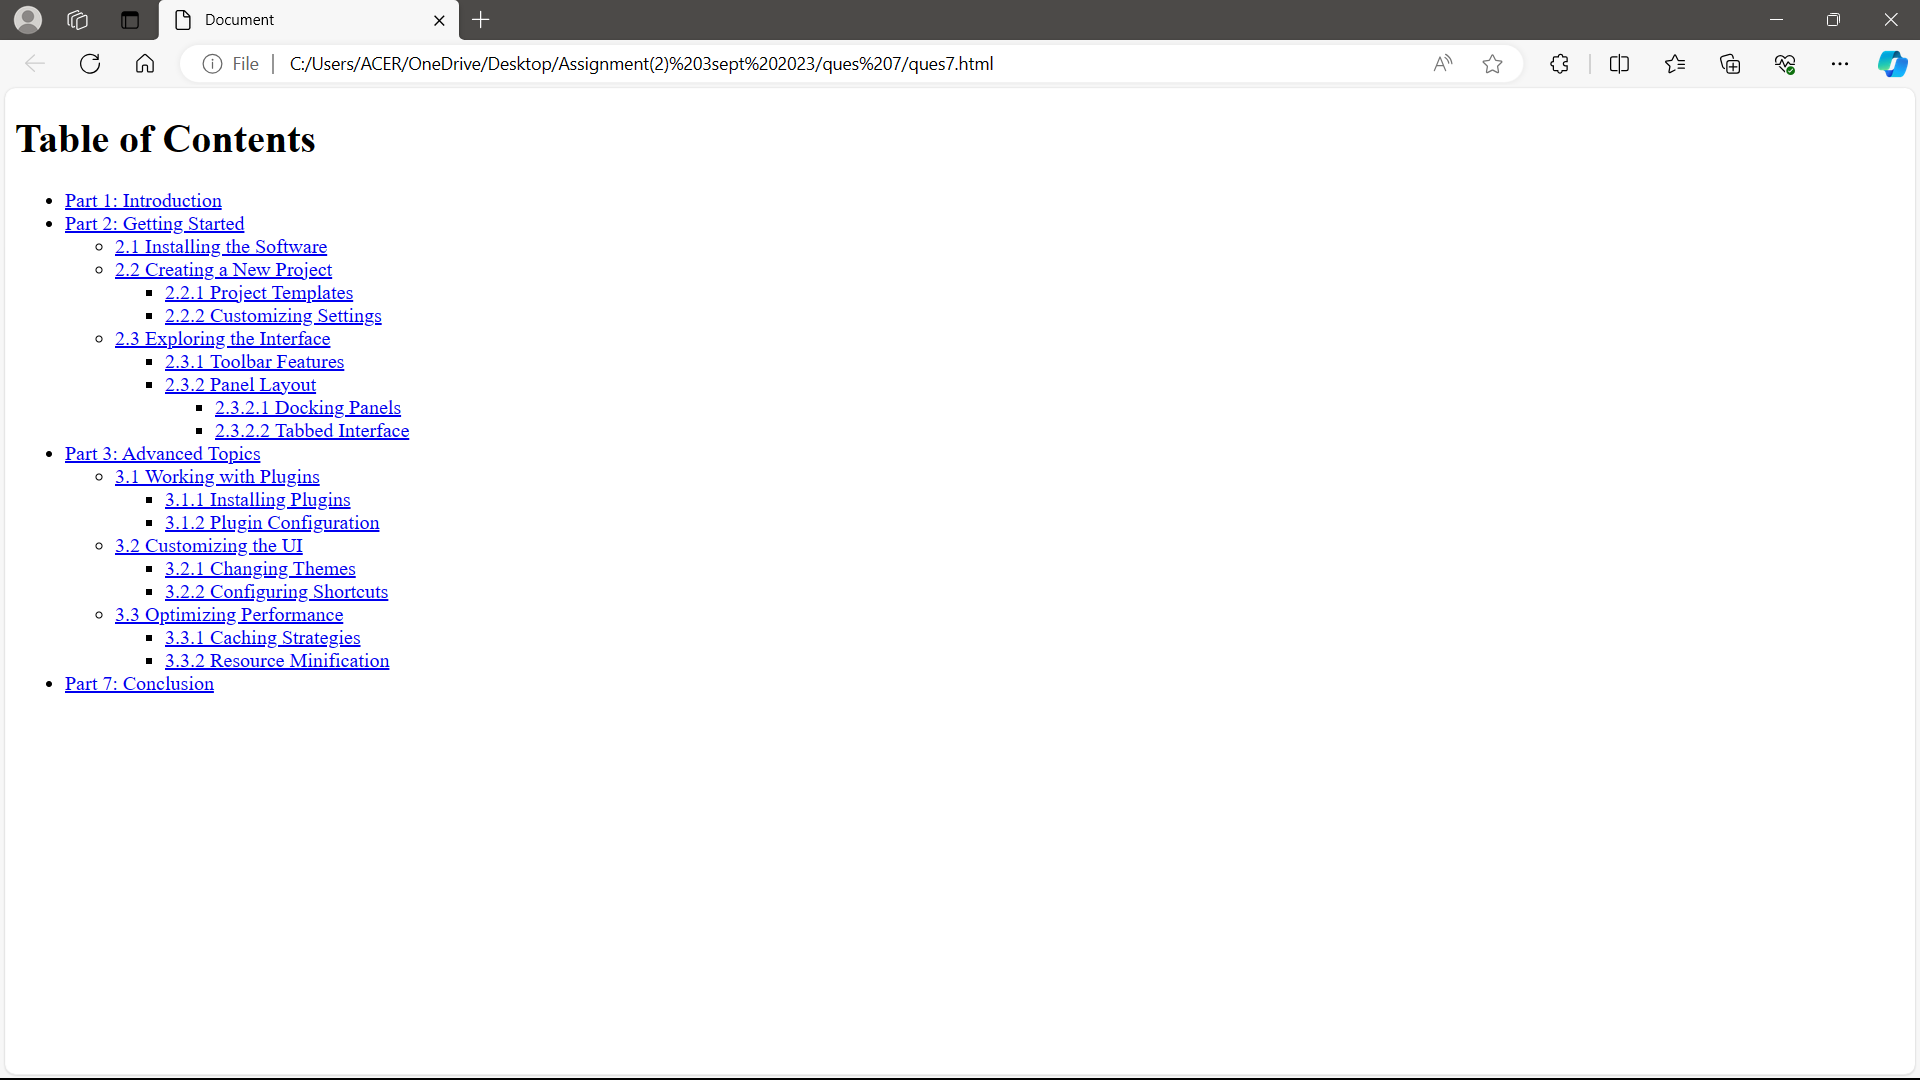 Document
File
C:/Users/ACER/OneDrive/Desktop/Assignment(2)%203sept%202023/ques%207/ques7.html
Table of Contents
Part 1: Introduction
Part 2: Getting Started
2.1 Installing the Software
2.2 Creating a New Project
2.2.1 Project Templates
2.2.2 Customizing Settings
2.3 Exploring the Interface
2.3.1 Toolbar Features
2.3.2 Panel Layout
2.3.2.1 Docking Panels
2.3.2.2 Tabbed Interface
Part 3: Advanced Topics
3.1 Working with Plugins
3.1.1 Installing Plugins
3.1.2 Plugin Configuration
3.2 Customizing the UI
3.2.1 Changing Themes
3.2.2 Configuring Shortcuts
3.3 Optimizing Performance
3.3.1 Caching Strategies
3.3.2 Resource Minification
Part 7: Conclusion